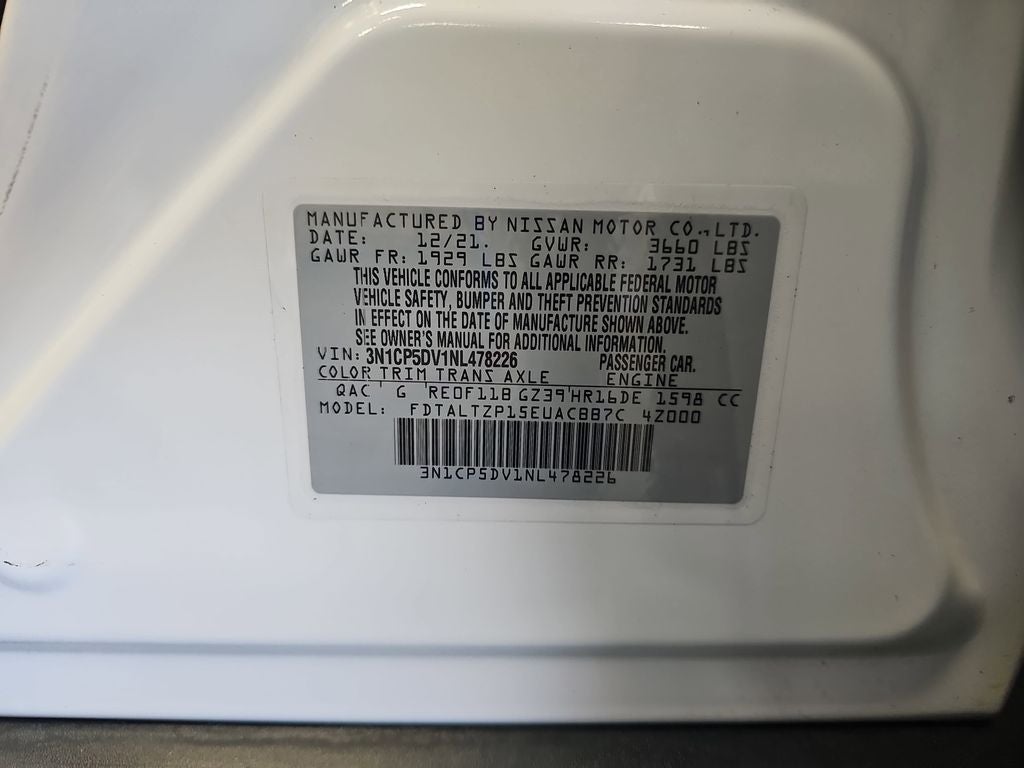 MANUFACTURED BY NISSAN MOTOR CO., LTD.
DATE: 12/21. GVWR: 3660 LBS
GAWR FR: 1929 LBS GAWR RR: 1731 LBS
THIS VEHICLE CONFORMS TO ALL APPLICABLE FEDERAL MOTOR
VEHICLE SAFETY, BUMPER AND THEFT PREVENTION STANDARDS
IN EFFECT ON THE DATE OF MANUFACTURE SHOWN ABOVE.
SEE OWNER'S MANUAL FOR ADDITIONAL INFORMATION.
VIN: 3N1CP5DV1NL478226 PASSENGER CAR.
COLOR TRIM TRANS AXLE ENGINE
QAC G RE0F11B GZ39 HR16DE 1598 CC
MODEL: FDTALTZP15EUACBB7C 4Z000
3N1CP5DV1NL478226